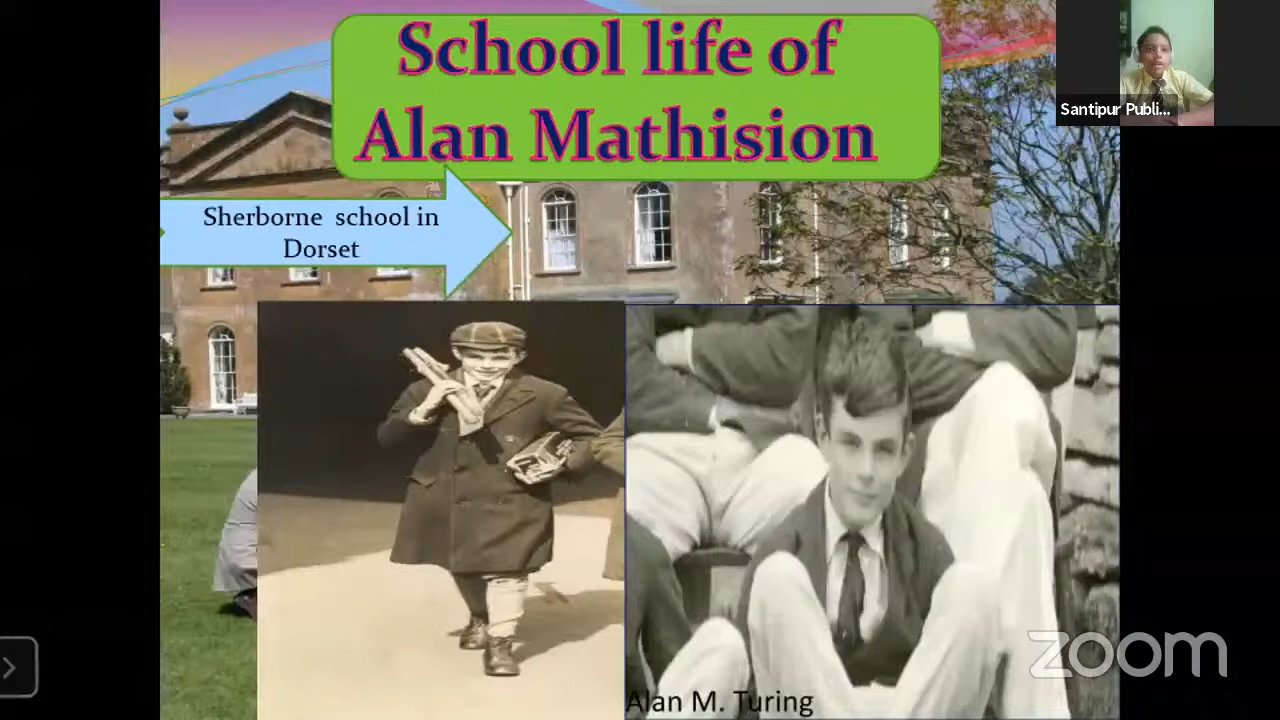 School life of
Alan Mathision
Santipur Publi...
Sherborne school in
Dorset
Alan M. Turing
zoom